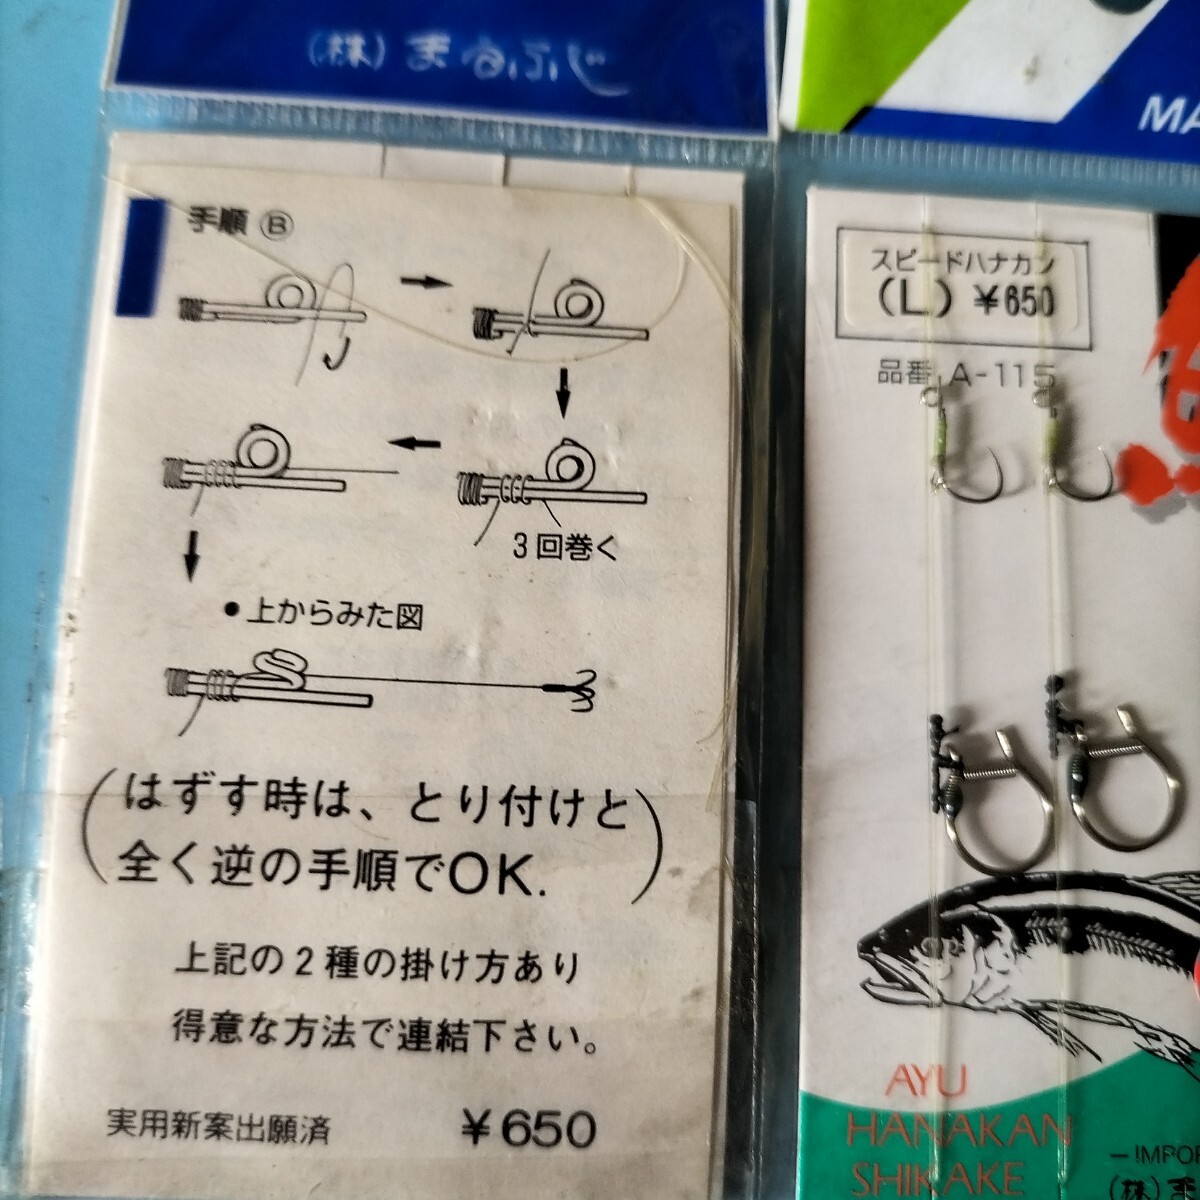 (株)まるふじ
手順 Ⓑ
3回巻く
●上からみた図
(はずす時は、とり付けと
全く逆の手順でOK.)
上記の2種の掛け方あり
得意な方法で連結下さい。
実用新案出願済 ¥650
MA
スピードハナカン
(L) ¥650
品番 A-115
AYU
HANAKAN
SHIKAKE
－IMPOR
(株)ま